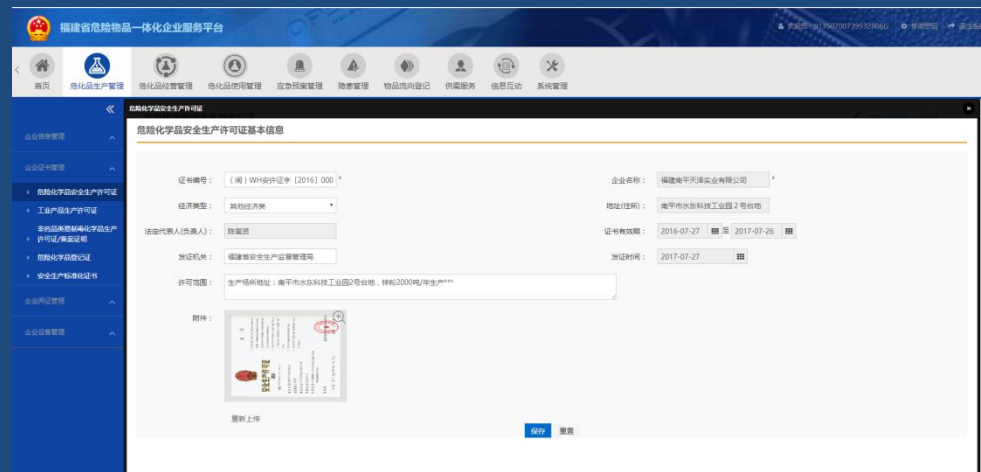 福建省危险物品一体化企业服务平台
首页 危化品生产管理 危化品经营管理 危化品使用管理 应急预案管理 隐患管理 物品流向登记 供需服务 信息互动 系统管理
危险化学品安全生产许可证
危险化学品安全生产许可证基本信息
企业信息管理
企业证书管理
危险化学品安全生产许可证
工业产品生产许可证
非药品类易制毒化学品生产
许可证/备案证明
危险化学品登记证
安全生产标准化证书
企业两证管理
企业设备管理
证书编号： （闽）WH安许证字［2016］000 *
企业名称： 福建南平天泽实业有限公司 *
经济类型： 其他经济类
地址(住所)： 南平市水东科技工业园２号台地
法定代表人(负责人)： 陈富贤
证书有效期： 2016-07-27 至 2017-07-26
发证机关： 福建省安全生产监督管理局
发证时间： 2017-07-27
许可范围： 生产场所地址：南平市水东科技工业园2号台地，锌粉2000吨/年生产***
附件：
安全生产许可证
重新上传
保存 重置